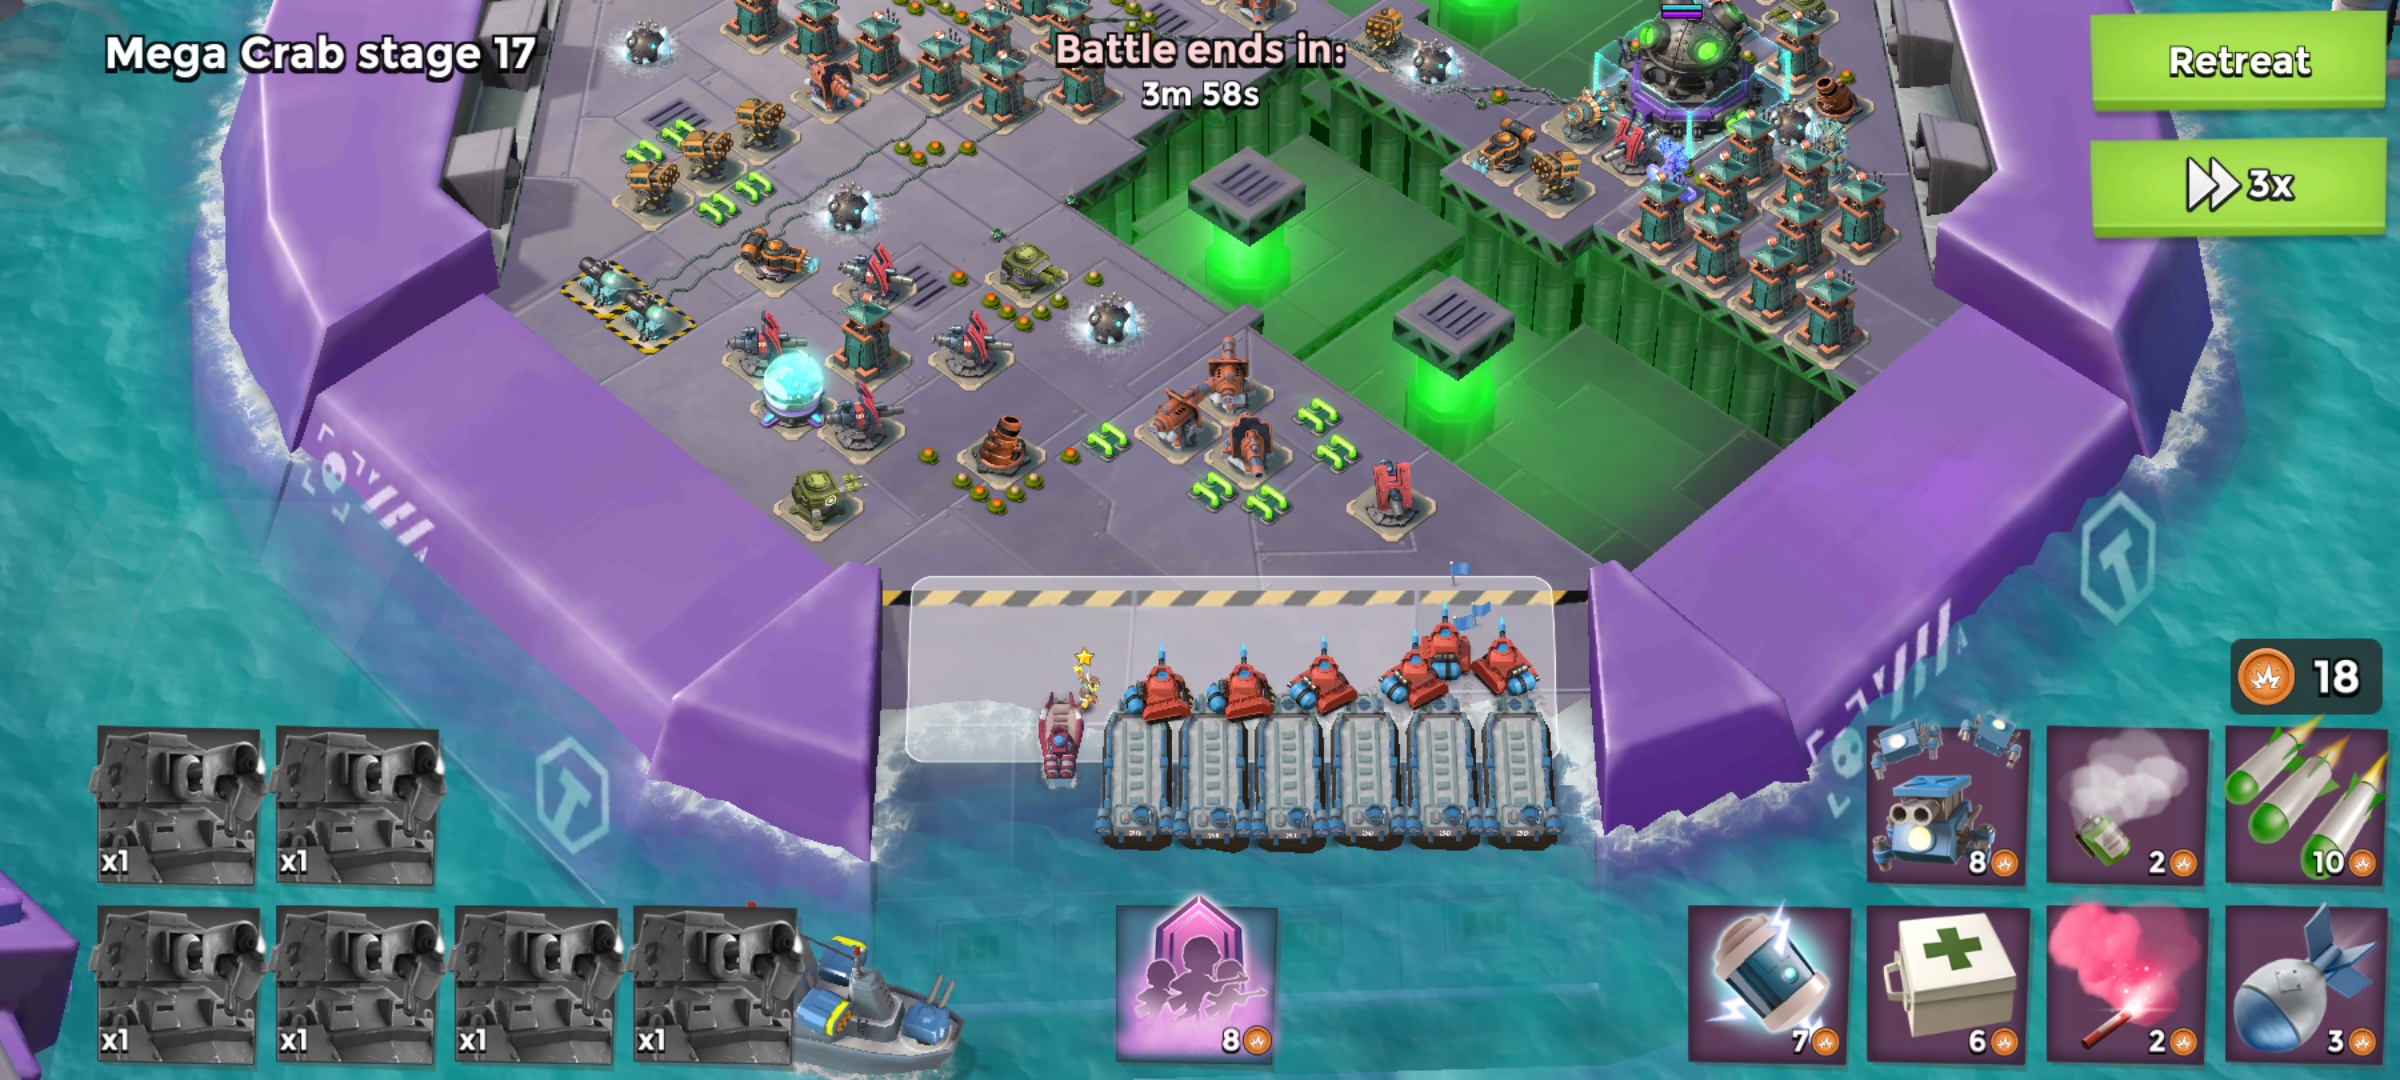 Mega Crab stage 17
Battle ends in:
3m 58s
Retreat
3x
18
x1
x1
8
2
10
x1
x1
x1
x1
8
7
6
2
3